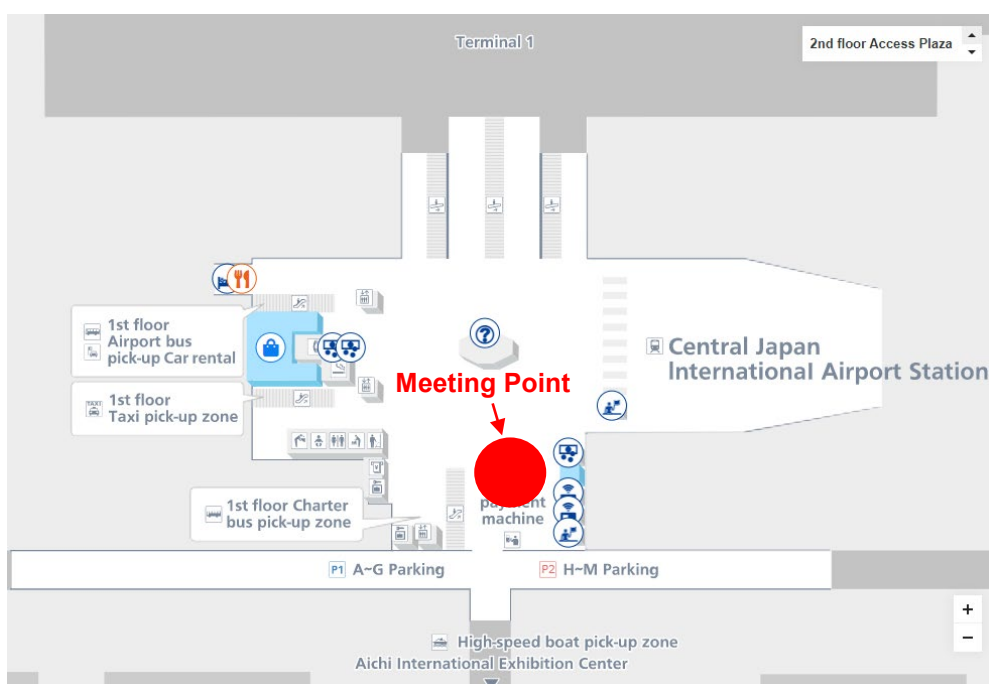 Terminal 1
2nd floor Access Plaza
1st floor
Airport bus
pick-up Car rental
Central Japan
International Airport Station
Meeting Point
1st floor
Taxi pick-up zone
TAXI
1st floor Charter
bus pick-up zone
machine
P1 A~G Parking
P2 H~M Parking
High-speed boat pick-up zone
Aichi International Exhibition Center
+
−